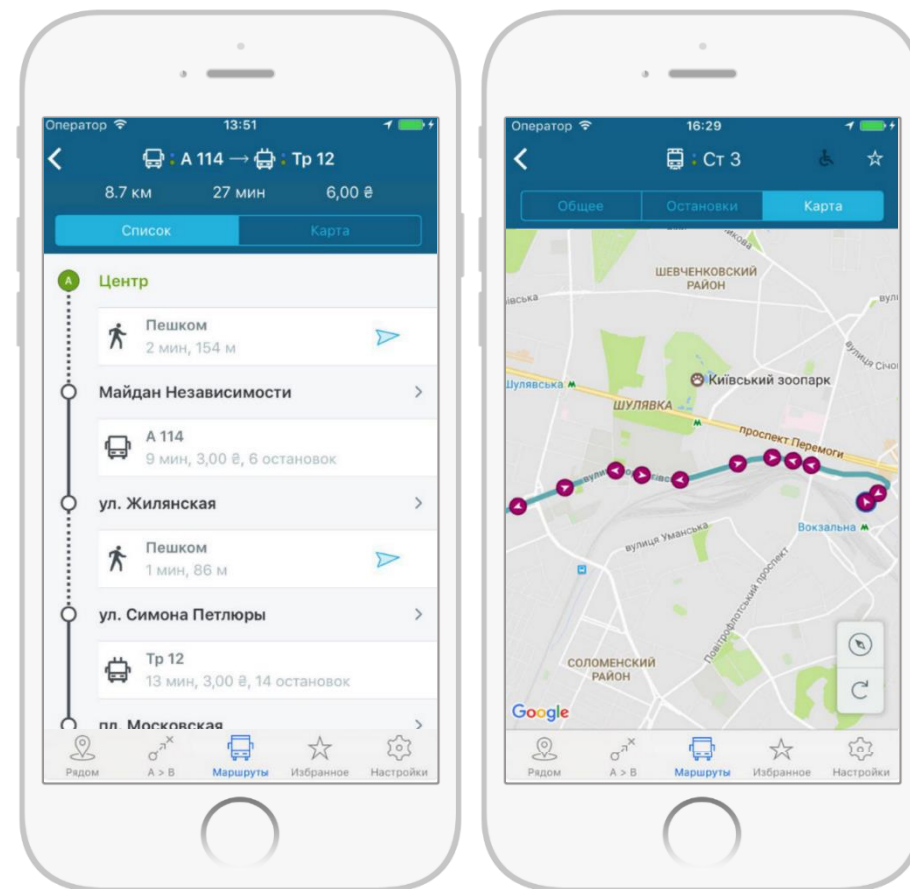 Оператор
13:51
А 114 → Тр 12
8.7 км 27 мин 6,00 ₴
Список Карта
А
Центр
Пешком
2 мин, 154 м
Майдан Независимости
А 114
9 мин, 3,00 ₴, 6 остановок
ул. Жилянская
Пешком
1 мин, 86 м
ул. Симона Петлюры
Тр 12
13 мин, 3,00 ₴, 14 остановок
пл. Московская
Рядом A > B Маршруты Избранное Настройки
Оператор
16:29
Ст 3
Общее Остановки Карта
ШЕВЧЕНКОВСКИЙ
РАЙОН
Київський зоопарк
Шулявська
ШУЛЯВКА
проспект Перемоги
Вокзальна
вулиця Уманська
Повітрофлотський проспект
СОЛОМЕНСКИЙ
РАЙОН
Google
Рядом A > B Маршруты Избранное Настройки